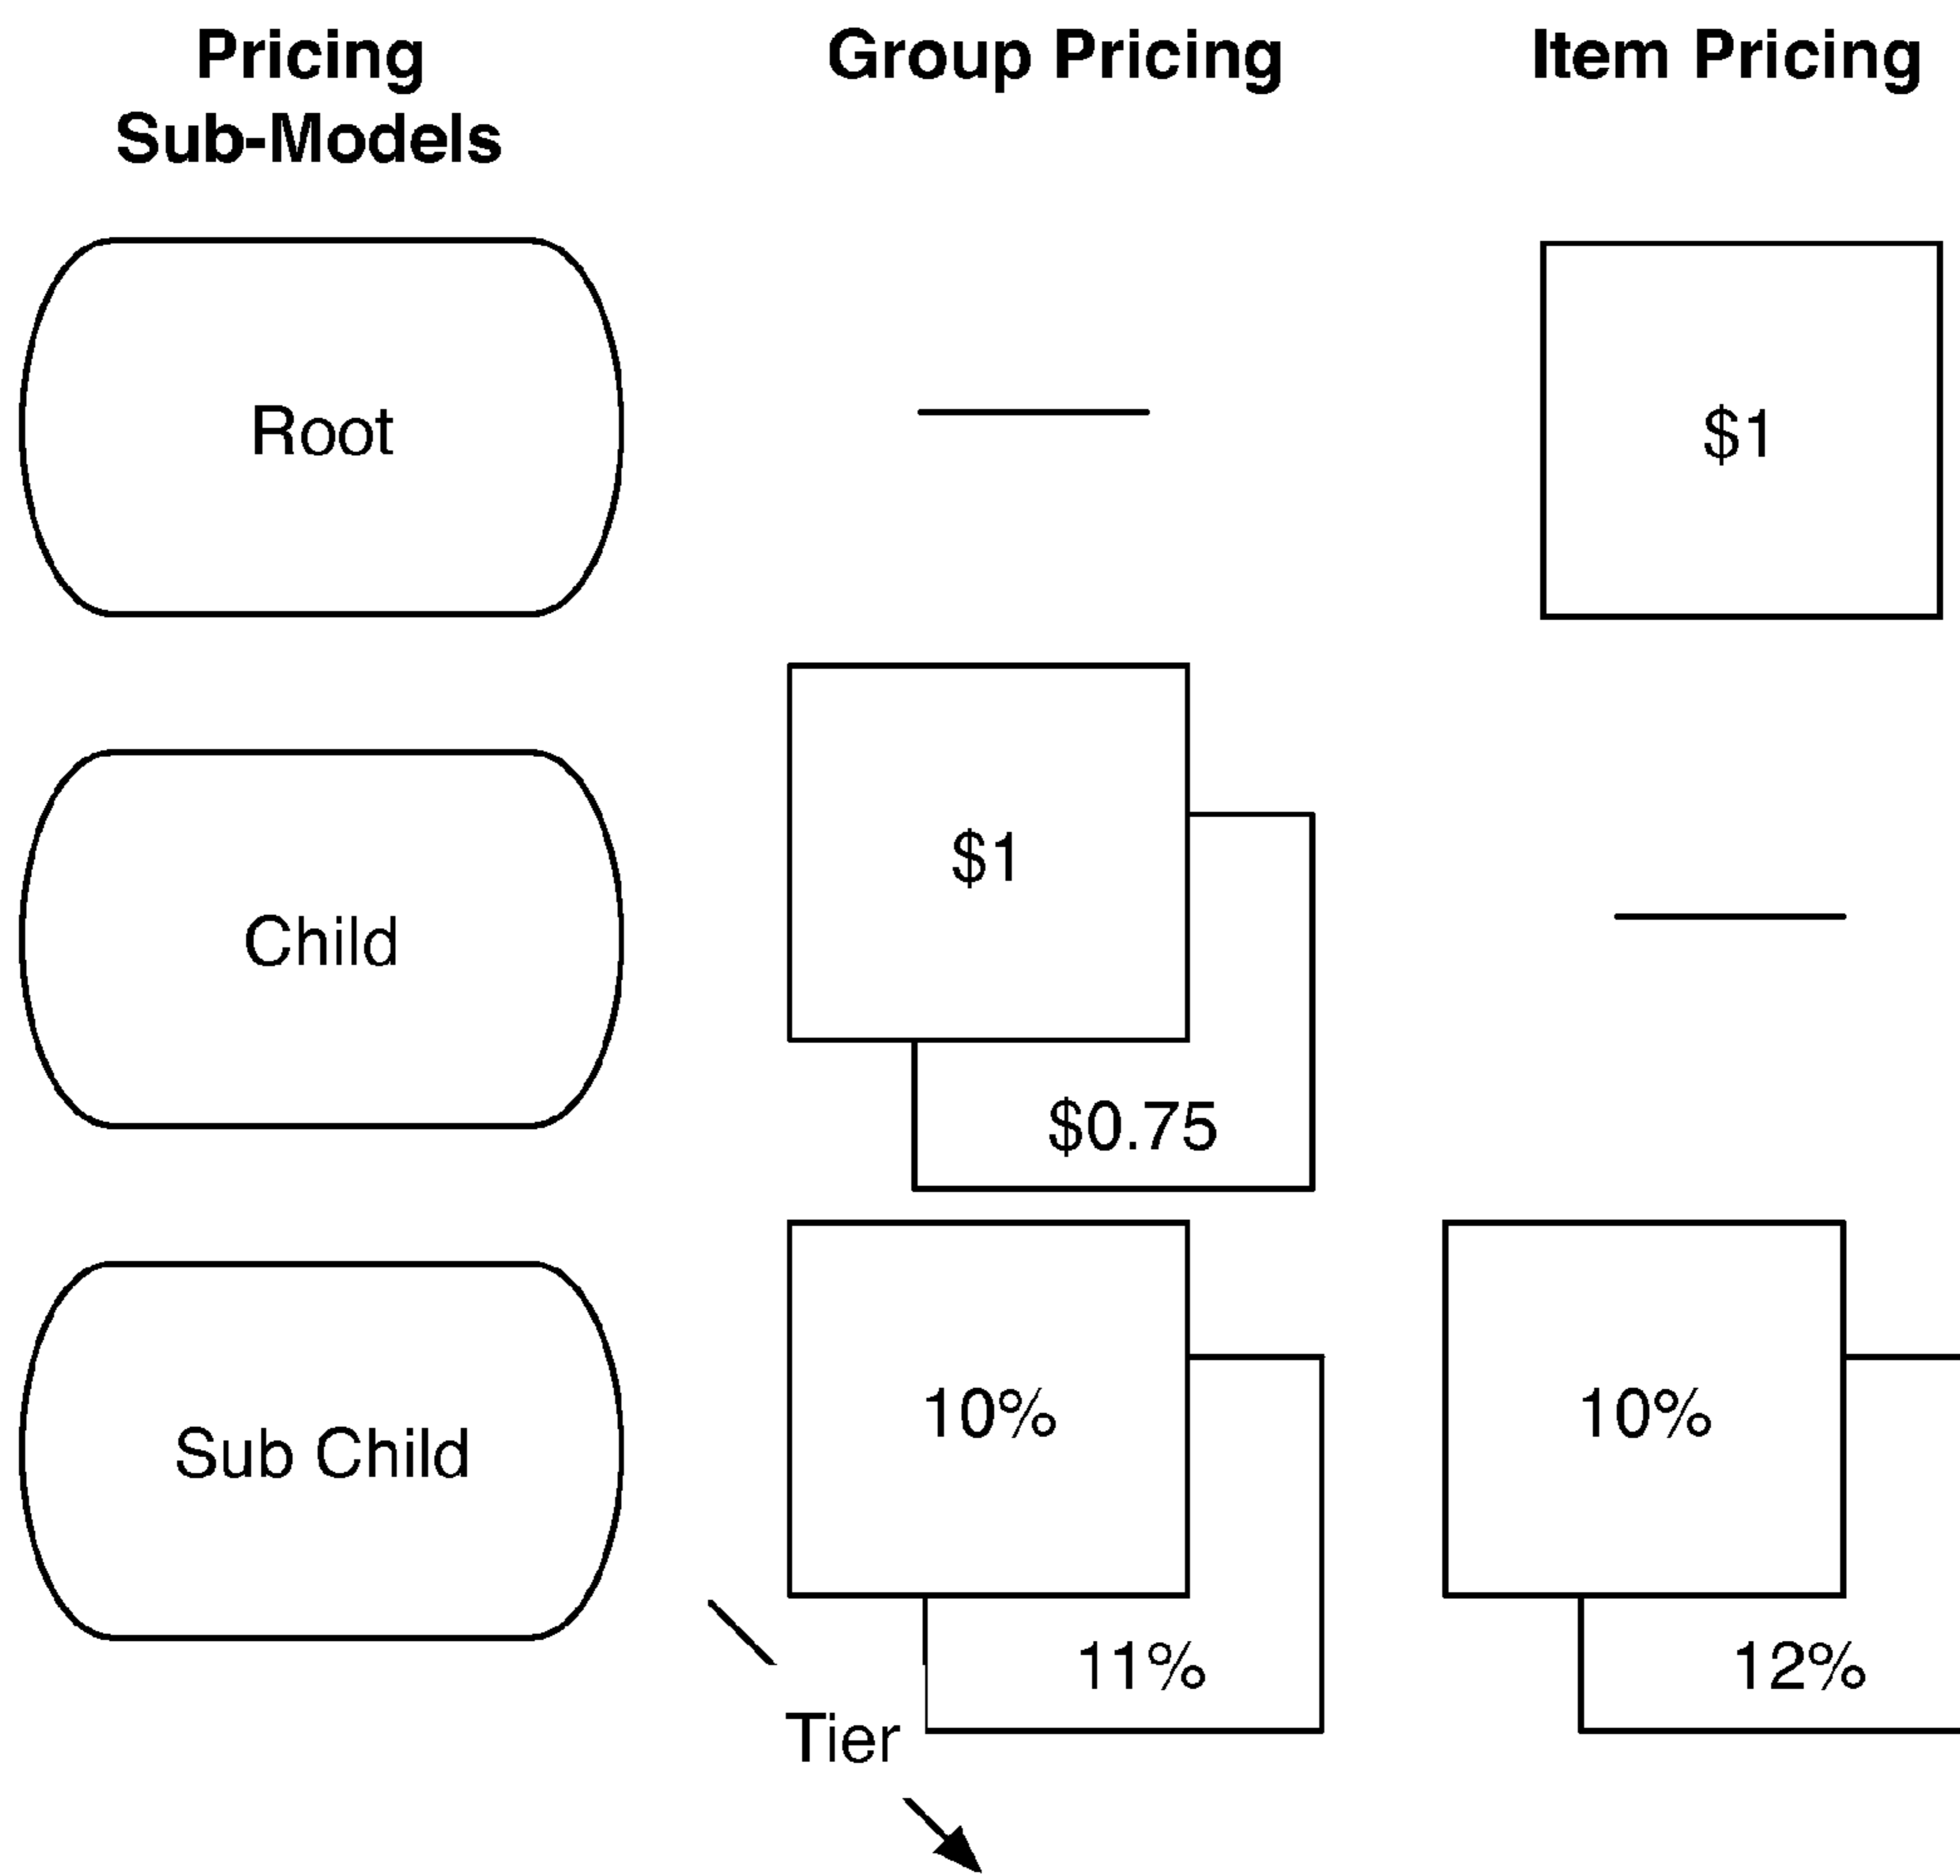 Pricing
Sub-Models
Group Pricing
Item Pricing
Root
$1
Child
$1
$0.75
Sub Child
10%
11%
10%
12%
Tier